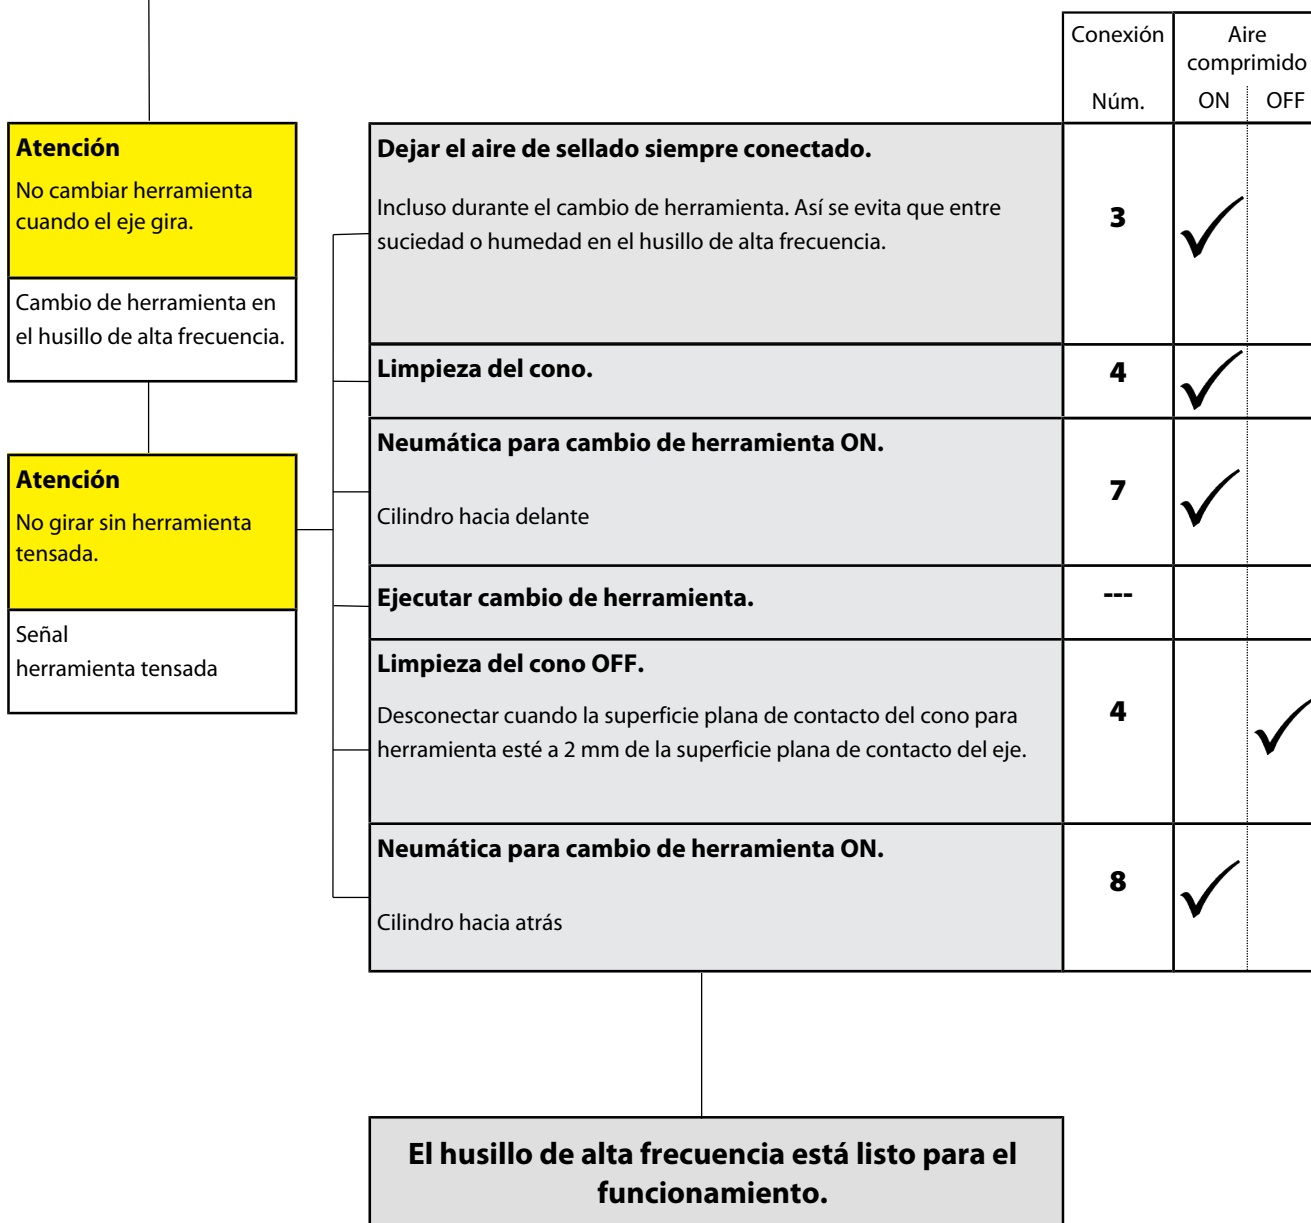 Conexión
Aire
comprimido
Núm.
ON
OFF
Atención
No cambiar herramienta
cuando el eje gira.
Cambio de herramienta en
el husillo de alta frecuencia.
Atención
No girar sin herramienta
tensada.
Señal
herramienta tensada
Dejar el aire de sellado siempre conectado.
Incluso durante el cambio de herramienta. Así se evita que entre
suciedad o humedad en el husillo de alta frecuencia.
3
Limpieza del cono.
4
Neumática para cambio de herramienta ON.
Cilindro hacia delante
7
Ejecutar cambio de herramienta.
---
Limpieza del cono OFF.
Desconectar cuando la superficie plana de contacto del cono para
herramienta esté a 2 mm de la superficie plana de contacto del eje.
4
Neumática para cambio de herramienta ON.
Cilindro hacia atrás
8
El husillo de alta frecuencia está listo para el
funcionamiento.